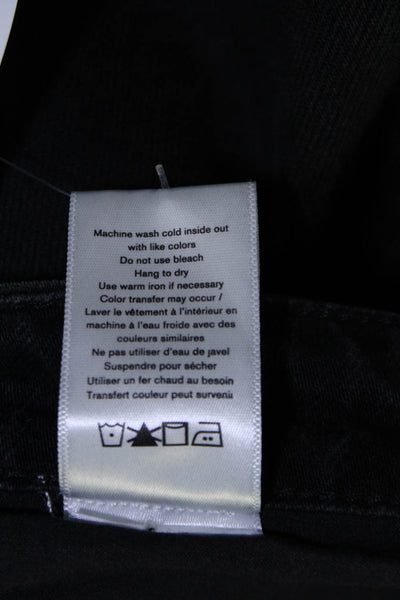 Machine wash cold inside out
with like colors
Do not use bleach
Hang to dry
Use warm iron if necessary
Color transfer may occur /
Laver le vêtement à l'intérieur en
machine à l'eau froide avec des
couleurs similaires
Ne pas utiliser d'eau de javel
Suspendre pour sécher
Utiliser un fer chaud au besoin
Transfert couleur peut survenir